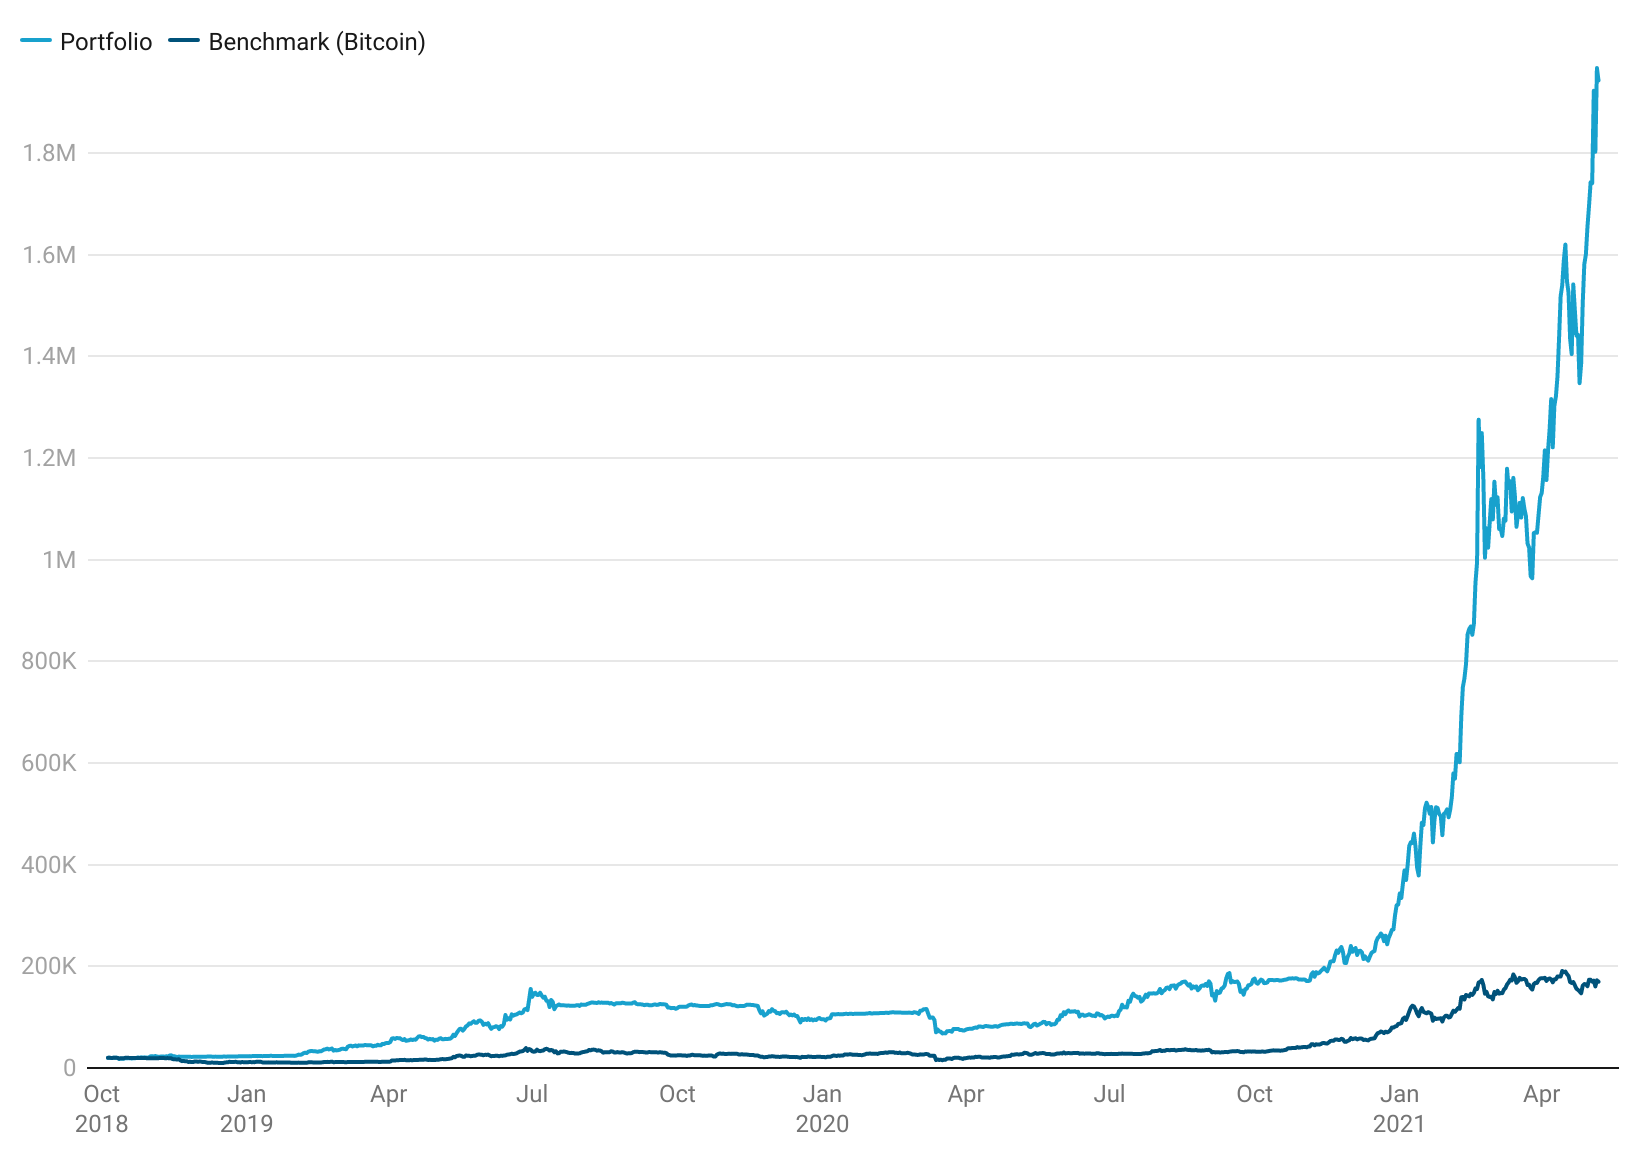 Portfolio Benchmark (Bitcoin)
1.8M
1.6M
1.4M
1.2M
1M
800K
600K
400K
200K
0
Oct Jan Apr Jul Oct Jan Apr Jul Oct Jan Apr
2018 2019 2020 2021